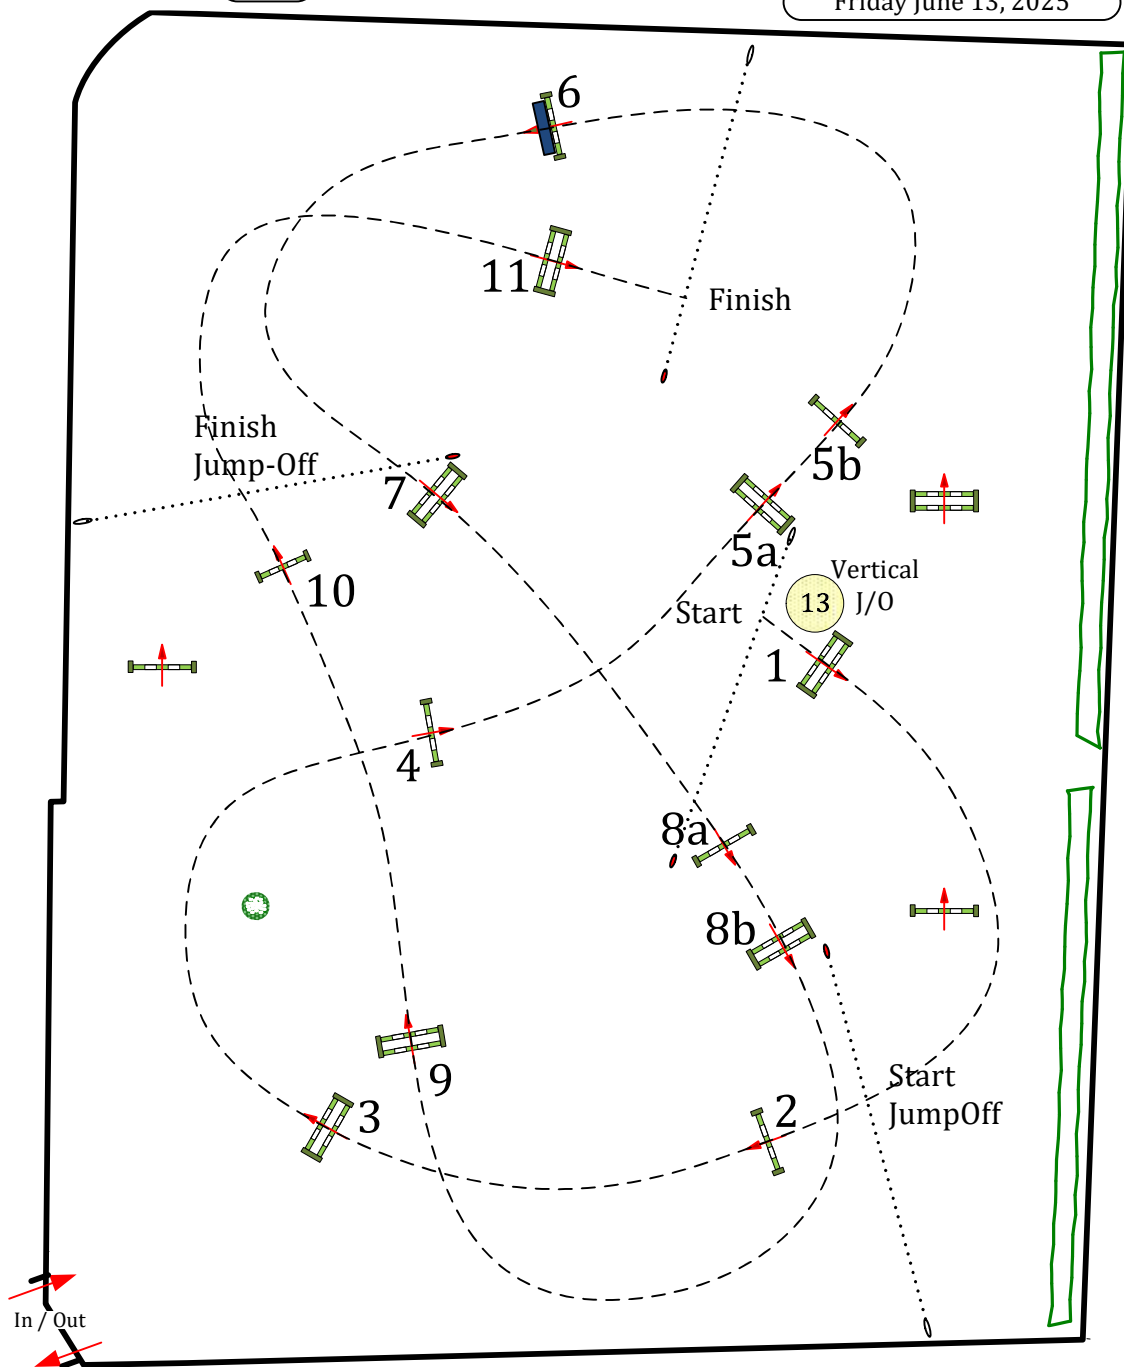 Friday June 13, 2025
6
11
Finish
Finish
Jump-Off
5b
7
5a
Vertical
J/O
13
Start
10
1
4
8a
8b
9
Start
JumpOff
2
3
In / Out